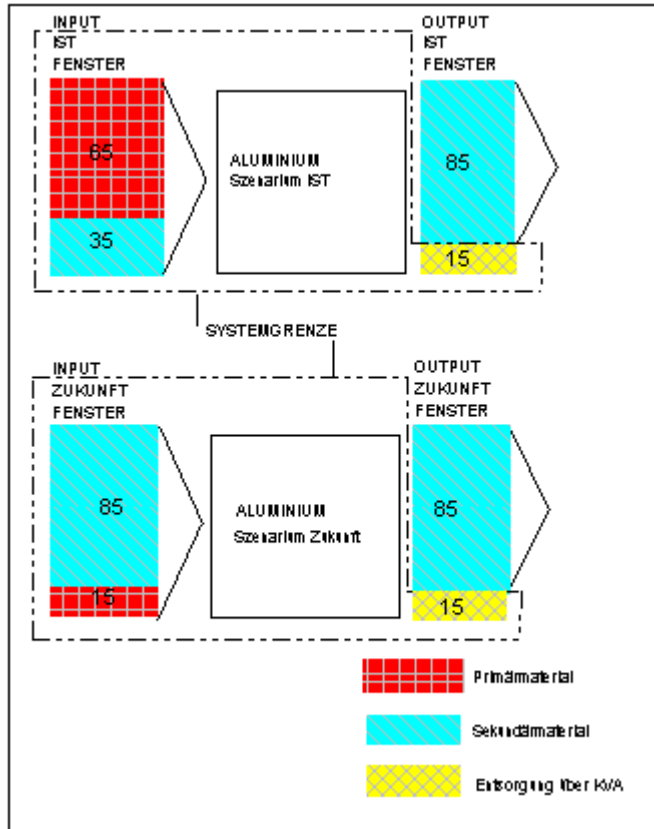 INPUT
IST
FENSTER
OUTPUT
IST
FENSTER
65
35
ALUMINIUM
Szenarium IST
85
15
SYSTEMGRENZE
INPUT
ZUKUNFT
FENSTER
OUTPUT
ZUKUNFT
FENSTER
85
15
ALUMINIUM
Szenarium Zukunft
85
15
Primärmaterial
Sekundärmaterial
Entsorgung über KVA